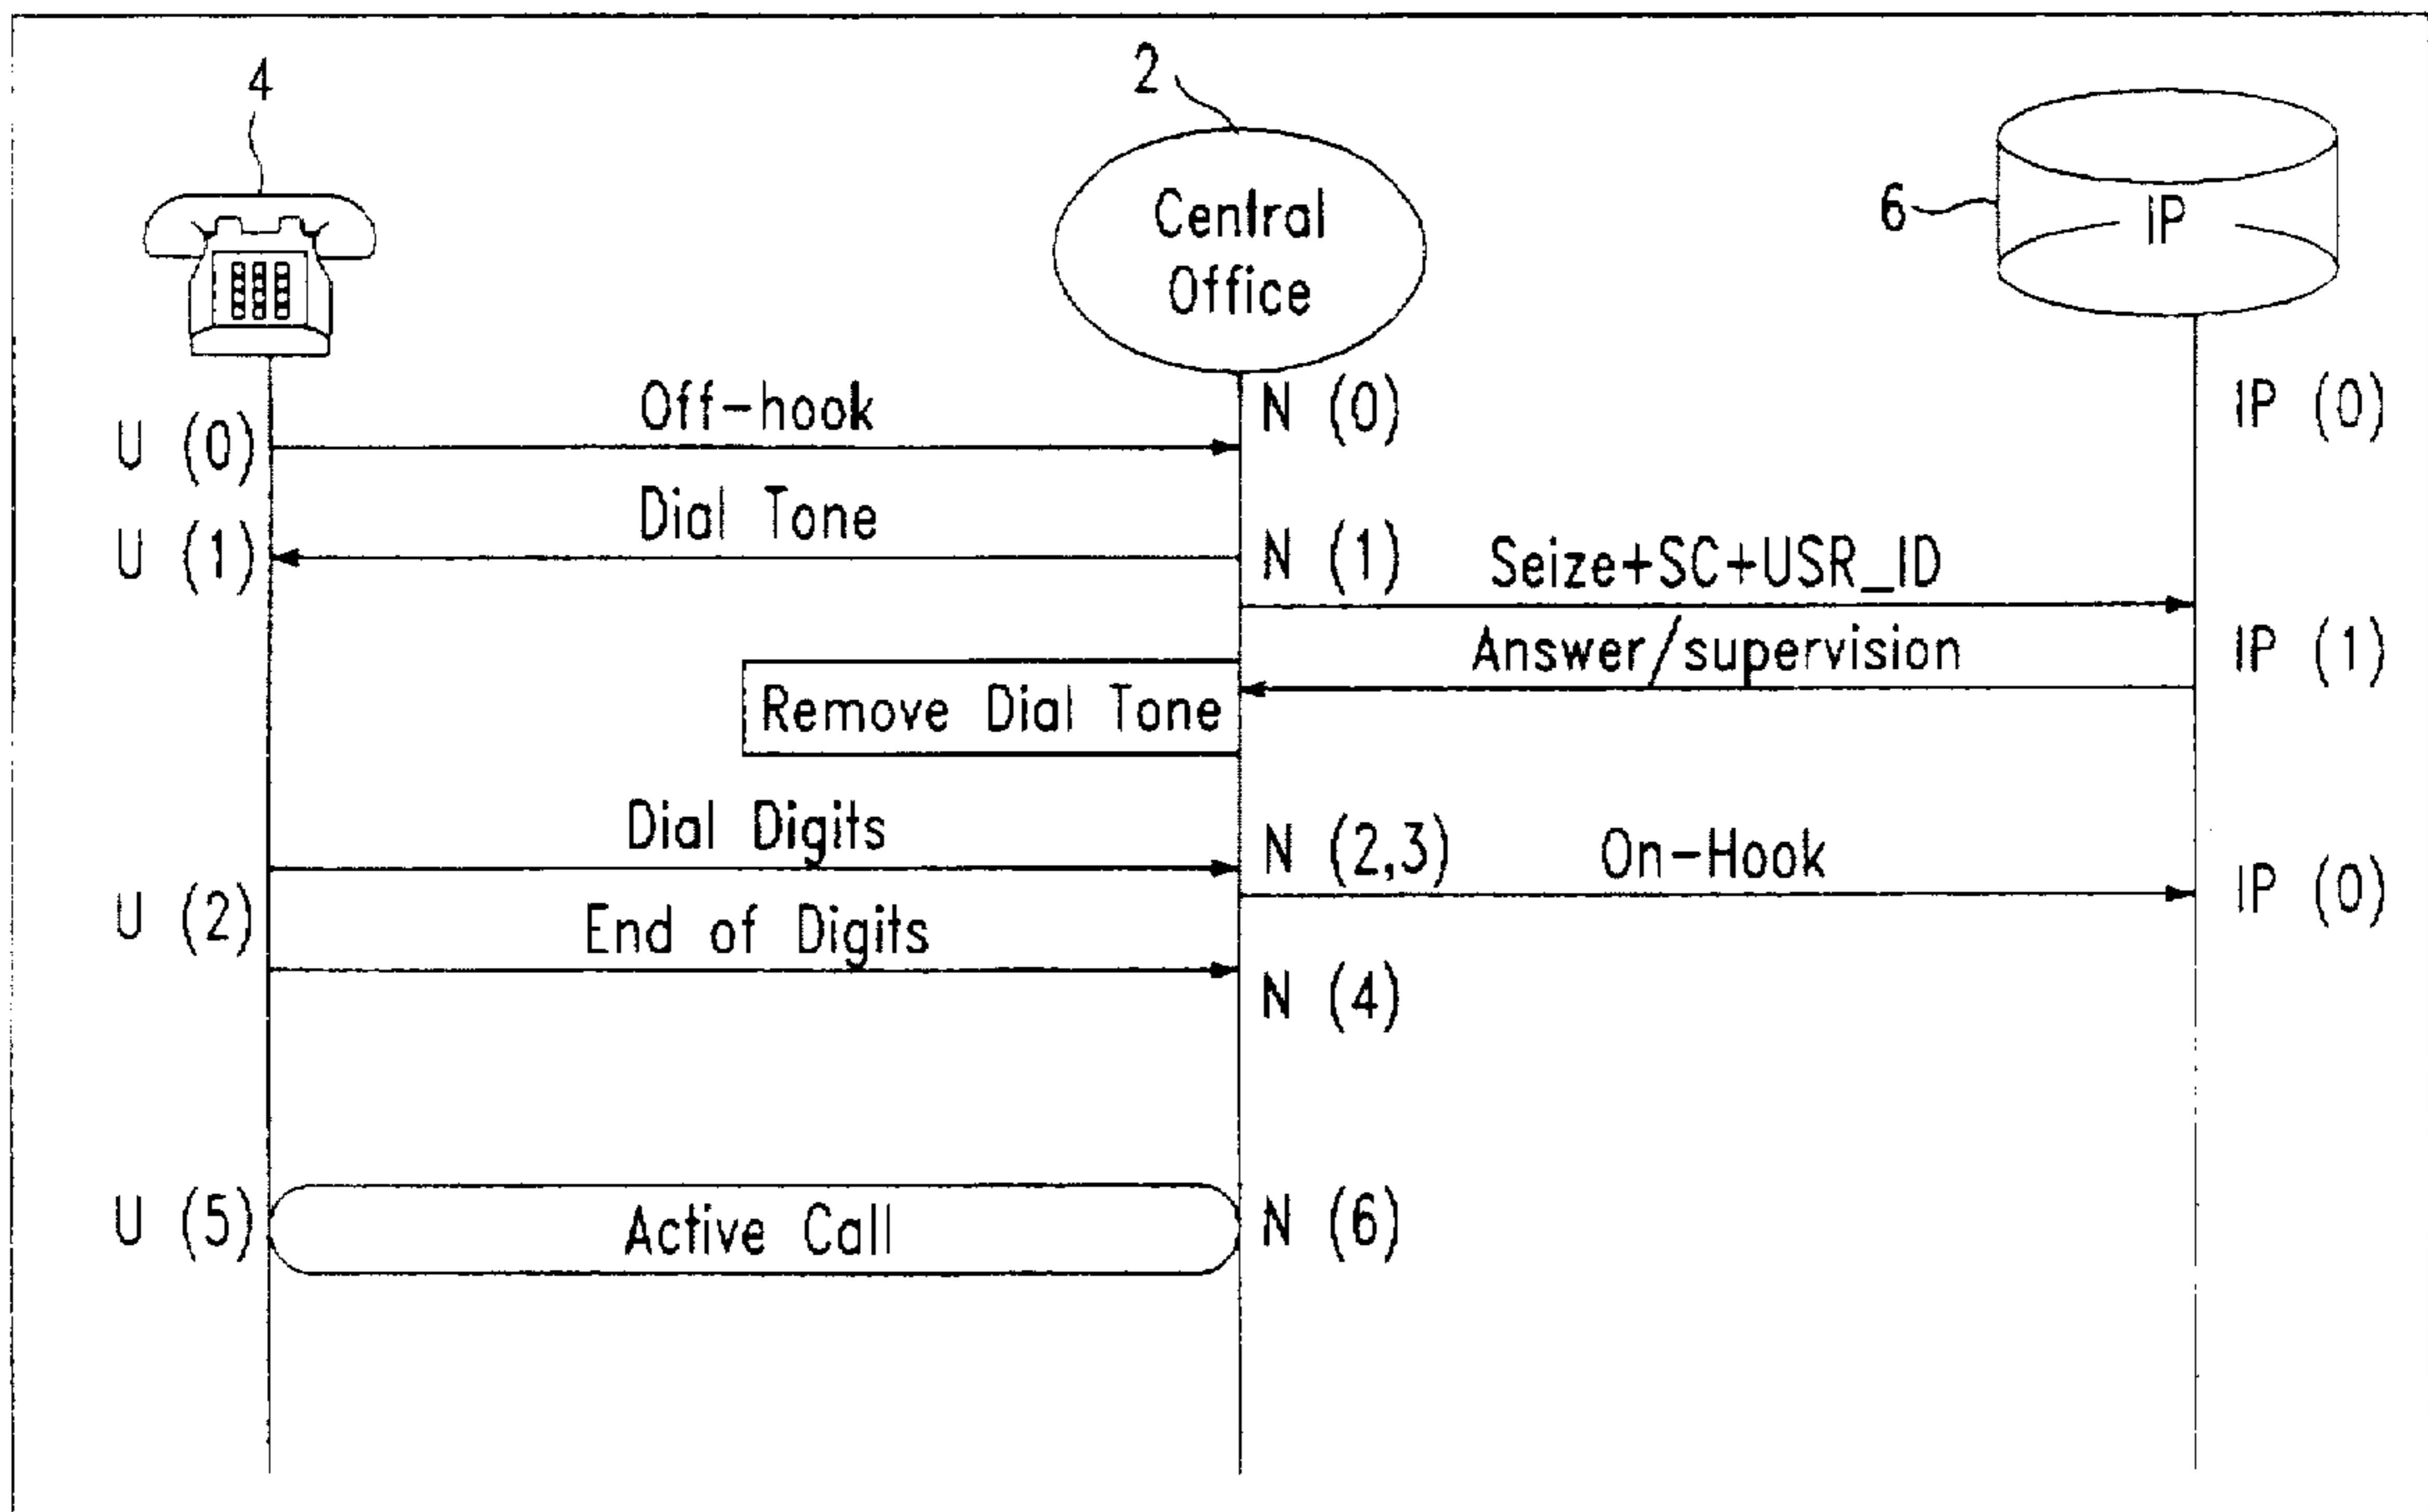 4
2
Central
Office
6
IP
Off-hook
N (0)
IP (0)
U (0)
Dial Tone
U (1)
N (1)
Seize+SC+USR_ID
Answer/supervision
IP (1)
Remove Dial Tone
Dial Digits
N (2,3)
On-Hook
IP (0)
U (2)
End of Digits
N (4)
U (5)
Active Call
N (6)